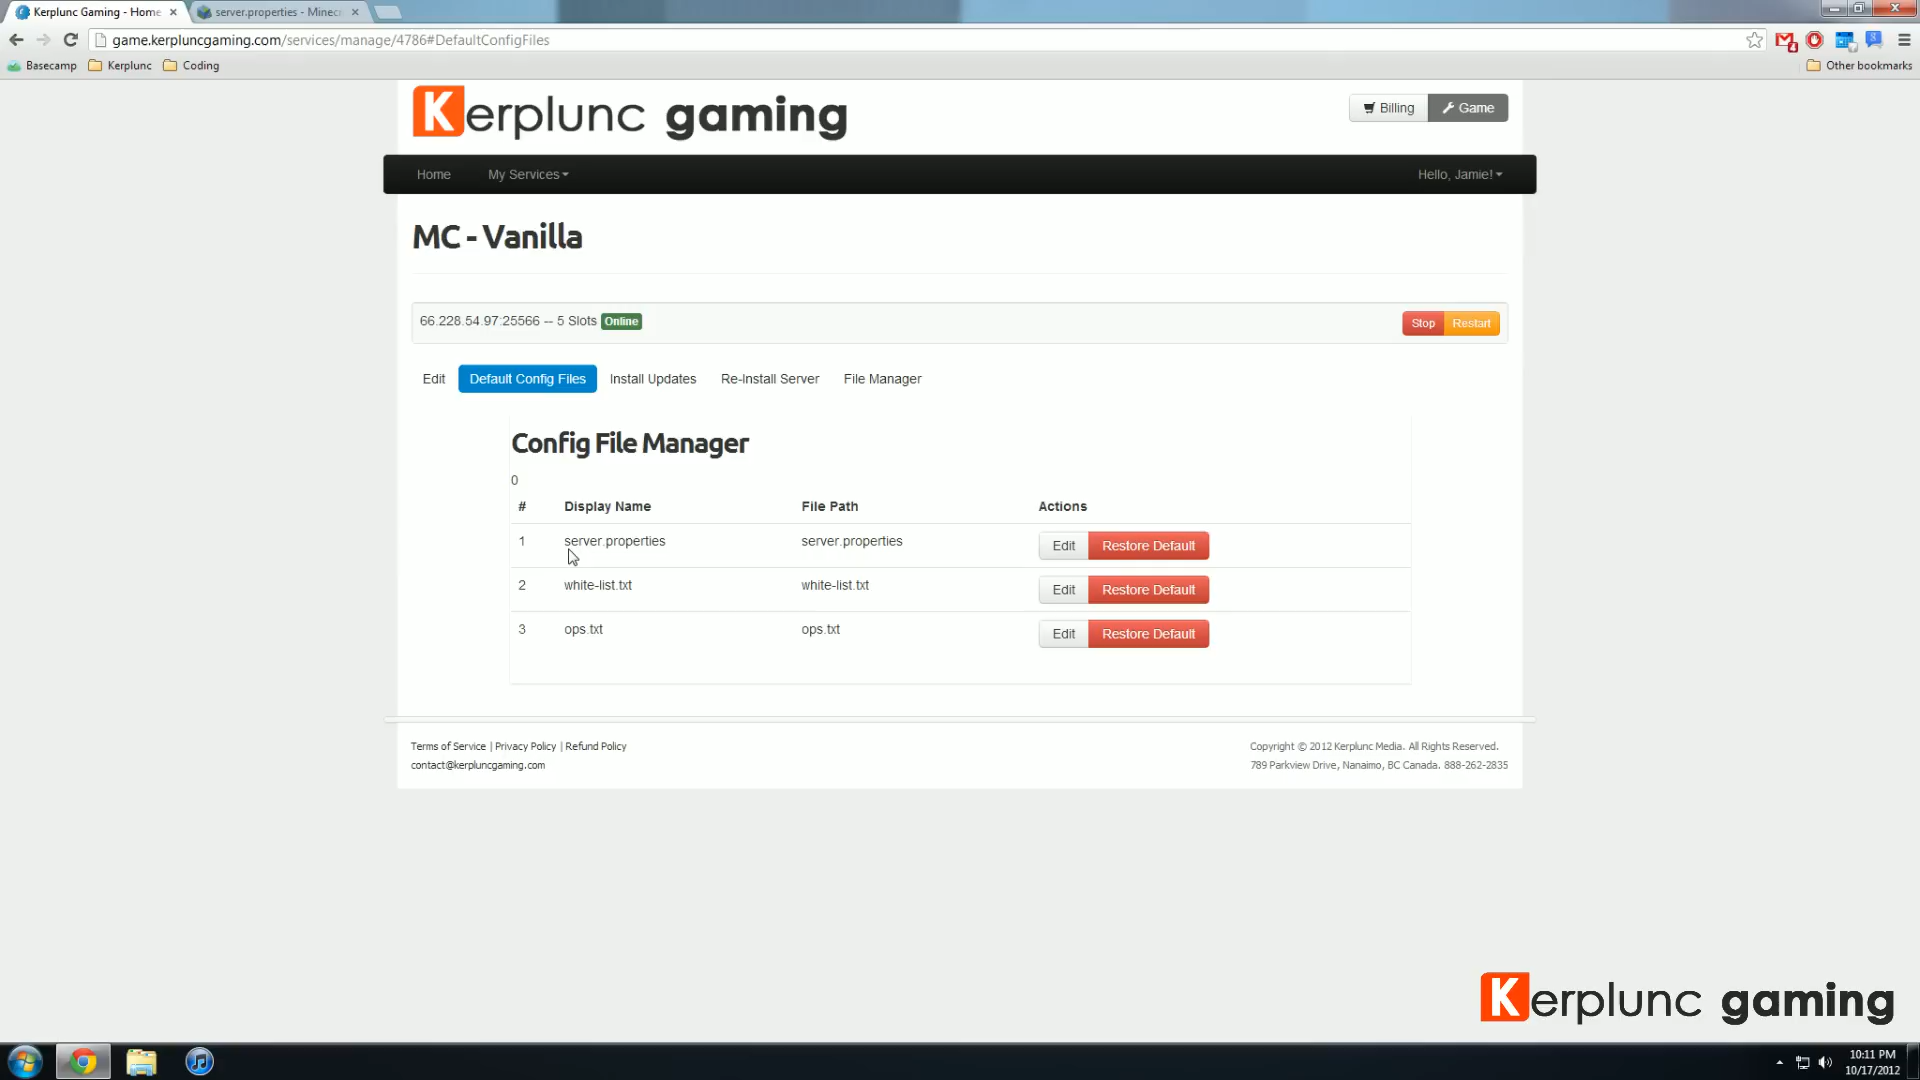 Kerplunc Gaming - Home
server.properties - Minec
game.kerpluncgaming.com/services/manage/4786#DefaultConfigFiles
Basecamp
Kerplunc
Coding
Other bookmarks
Kerplunc gaming
Billing
Game
Home
My Services
Hello, Jamie!
MC - Vanilla
66.228.54.97:25566 -- 5 Slots Online
Stop
Restart
Edit
Default Config Files
Install Updates
Re-Install Server
File Manager
Config File Manager
0
# Display Name File Path Actions
1 server.properties server.properties Edit Restore Default
2 white-list.txt white-list.txt Edit Restore Default
3 ops.txt ops.txt Edit Restore Default
Terms of Service | Privacy Policy | Refund Policy
contact@kerpluncgaming.com
Copyright © 2012 Kerplunc Media. All Rights Reserved.
789 Parkview Drive, Nanaimo, BC Canada. 888-262-2835
Kerplunc gaming
10:11 PM
10/17/2012